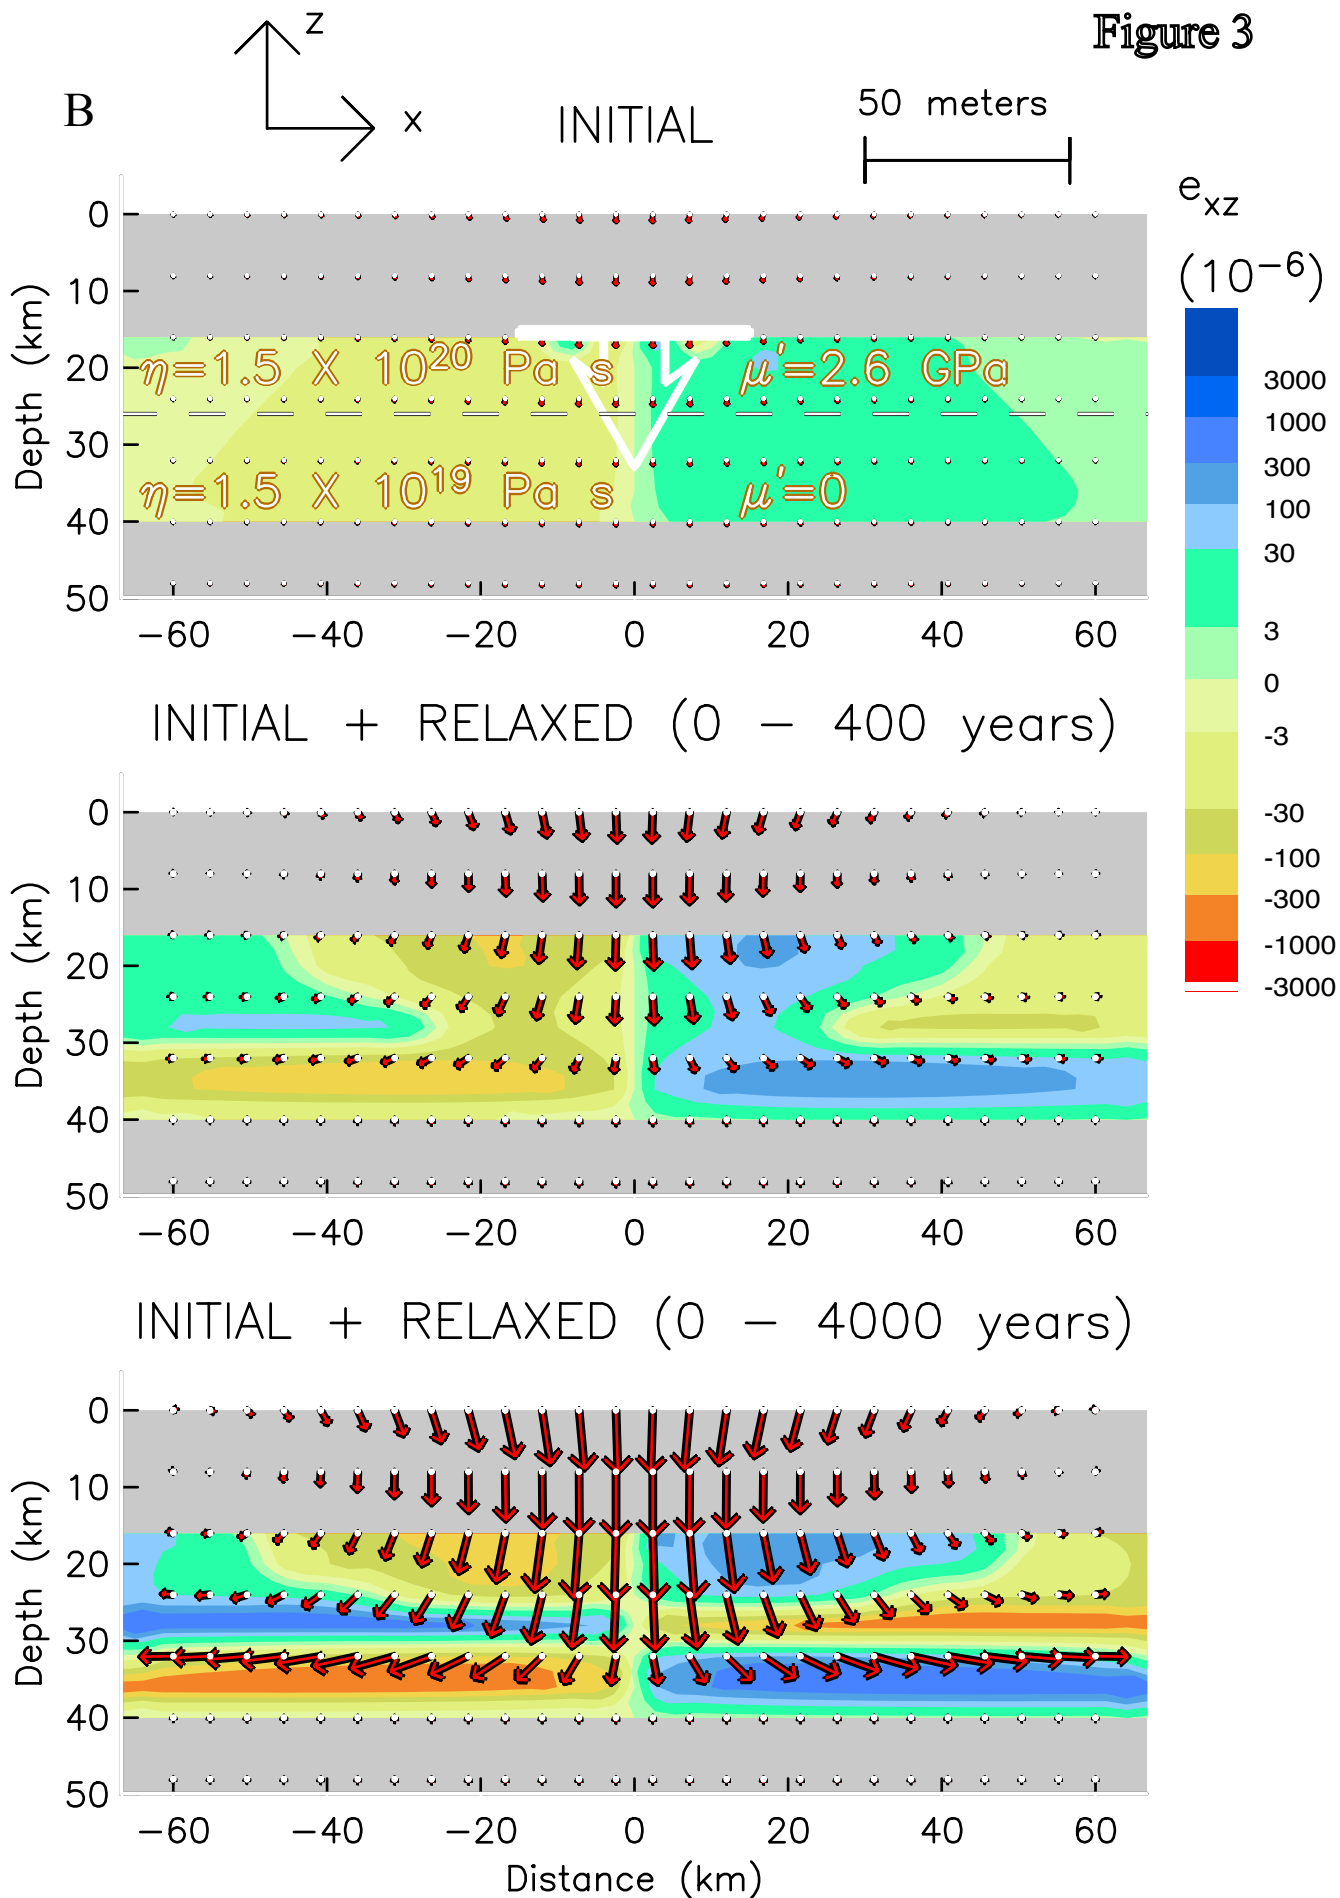 Figure 3
B
z
x
INITIAL
50 meters
e_xz
(10^−6)
3000
1000
300
100
30
3
0
-3
-30
-100
-300
-1000
-3000
Depth (km)
0
10
20
30
40
50
η=1.5 X 10^20 Pa s
μ'=2.6 GPa
η=1.5 X 10^19 Pa s
μ'=0
−60 −40 −20 0 20 40 60
INITIAL + RELAXED (0 − 400 years)
Depth (km)
0
10
20
30
40
50
−60 −40 −20 0 20 40 60
INITIAL + RELAXED (0 − 4000 years)
Depth (km)
0
10
20
30
40
50
−60 −40 −20 0 20 40 60
Distance (km)